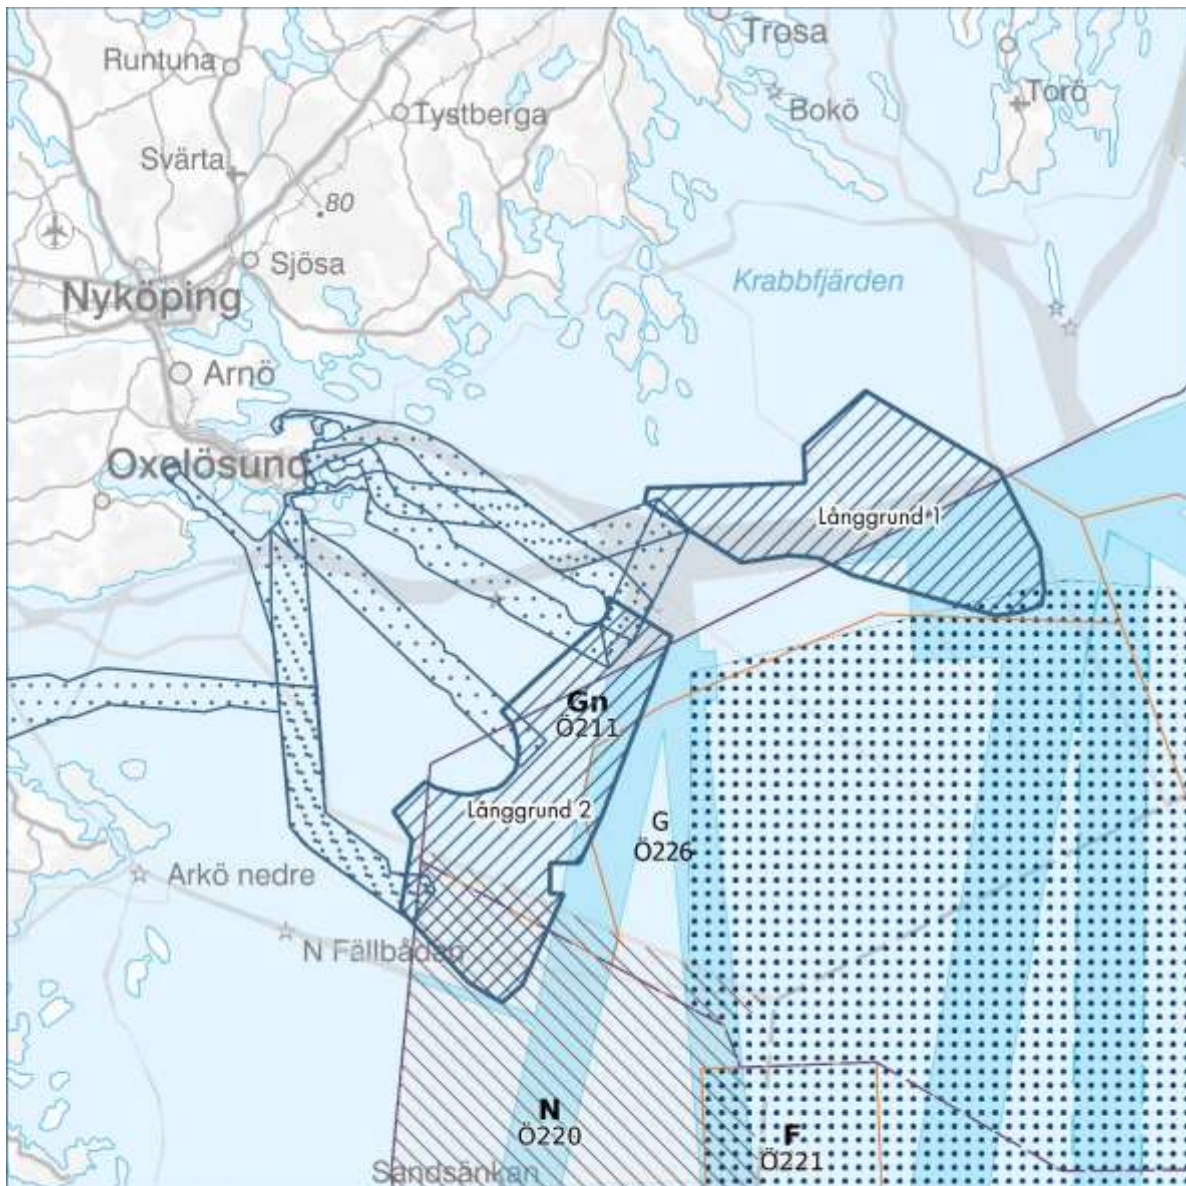 Trosa
Runtuna
Torö
Bokö
Tystberga
Svärta
80
Sjösa
Krabbfjärden
Nyköping
Arnö
Oxelösund
Långgrund 1
Gn
Ö211
Långgrund 2
G
Ö226
Arkö nedre
N Fällbådan
N
Ö220
F
Ö221
Sandsänkan